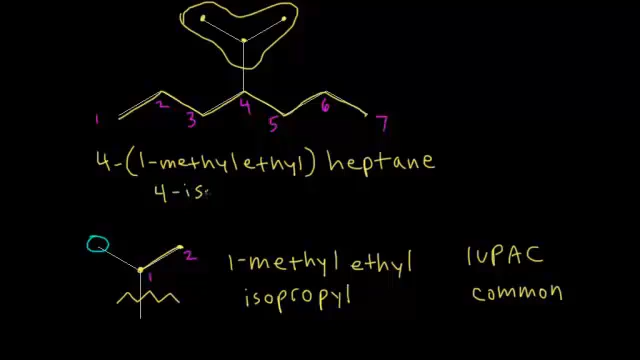 1 2 3 4 5 6 7
4-(1-methylethyl) heptane
4-is
1 2
1-methyl ethyl IUPAC
isopropyl common